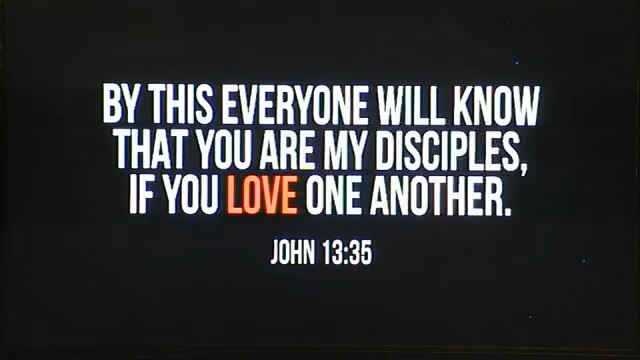 BY THIS EVERYONE WILL KNOW
THAT YOU ARE MY DISCIPLES,
IF YOU LOVE ONE ANOTHER.
JOHN 13:35